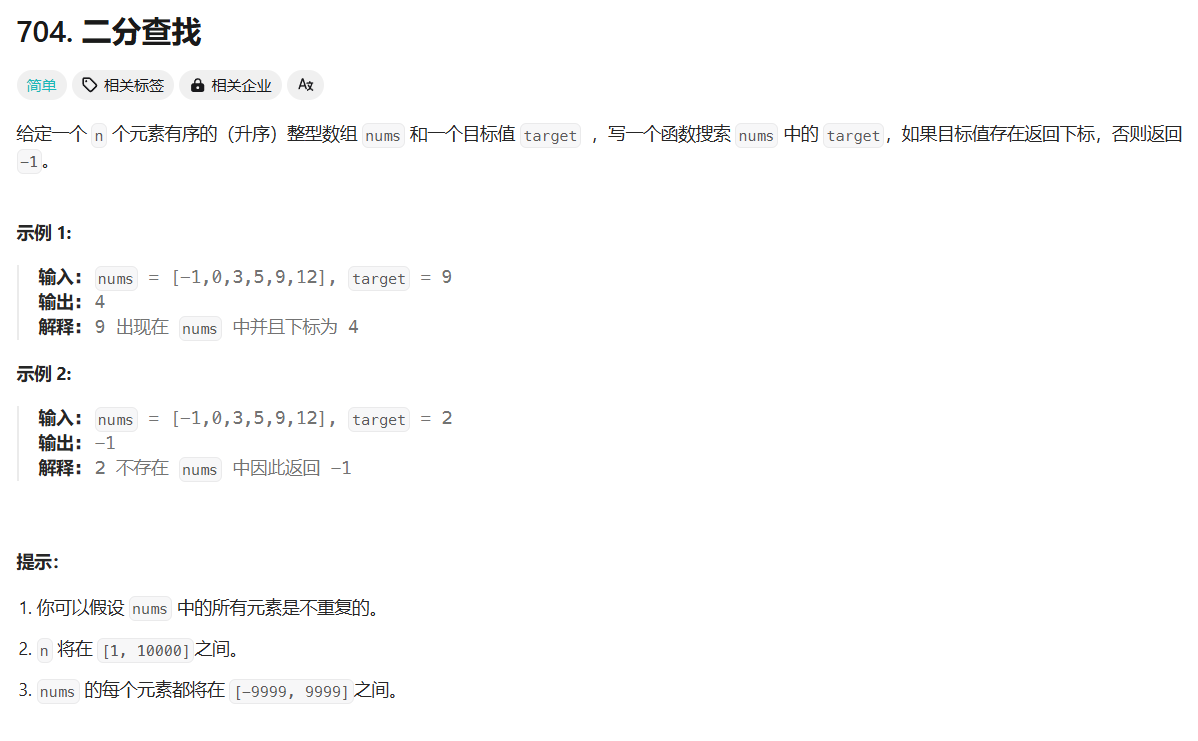 704. 二分查找
简单 相关标签 相关企业 A文
给定一个 n 个元素有序的（升序）整型数组 nums 和一个目标值 target ，写一个函数搜索 nums 中的 target，如果目标值存在返回下标，否则返回
-1。
示例 1:
输入: nums = [-1,0,3,5,9,12], target = 9
输出: 4
解释: 9 出现在 nums 中并且下标为 4
示例 2:
输入: nums = [-1,0,3,5,9,12], target = 2
输出: -1
解释: 2 不存在 nums 中因此返回 -1
提示：
1. 你可以假设 nums 中的所有元素是不重复的。
2. n 将在 [1, 10000]之间。
3. nums 的每个元素都将在 [-9999, 9999]之间。